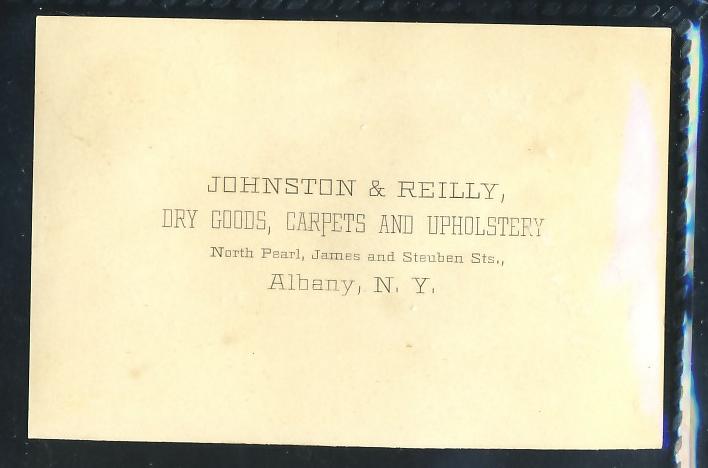 JOHNSTON & REILLY,
DRY GOODS, CARPETS AND UPHOLSTERY
North Pearl, James and Steuben Sts.,
Albany, N. Y.